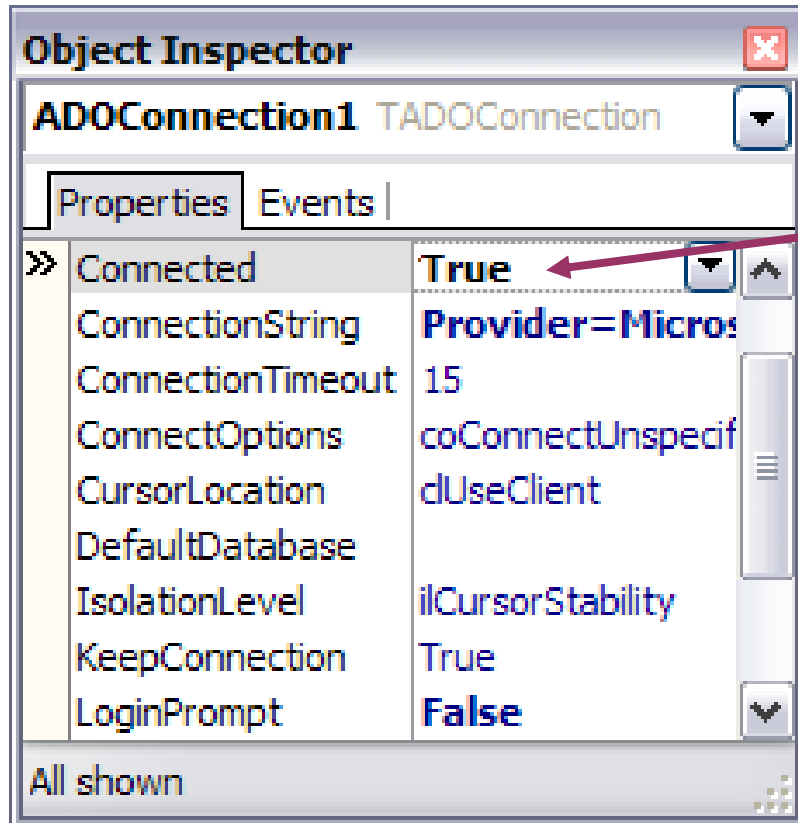 Object Inspector
ADOConnection1 TADOConnection
Properties Events
Connected True
ConnectionString Provider=Micros
ConnectionTimeout 15
ConnectOptions coConnectUnspecif
CursorLocation clUseClient
DefaultDatabase
IsolationLevel ilCursorStability
KeepConnection True
LoginPrompt False
All shown